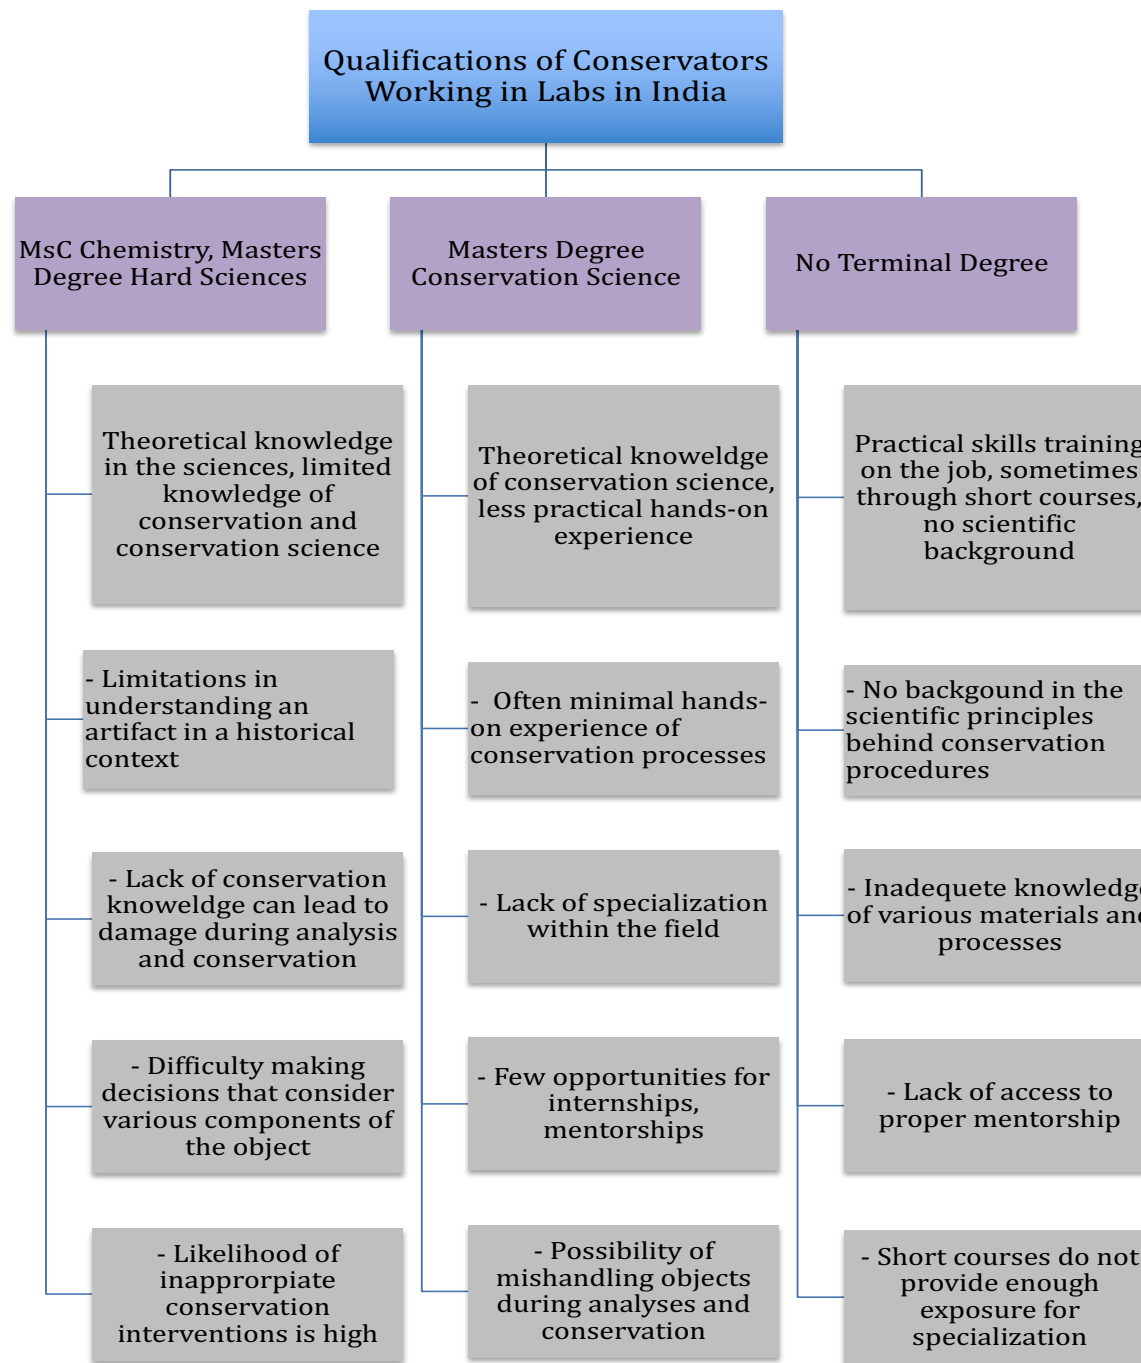 Qualifications of Conservators
Working in Labs in India
MsC Chemistry, Masters
Degree Hard Sciences
Theoretical knowledge
in the sciences, limited
knowledge of
conservation and
conservation science
- Limitations in
understanding an
artifact in a historical
context
- Lack of conservation
knoweldge can lead to
damage during analysis
and conservation
- Difficulty making
decisions that consider
various components of
the object
- Likelihood of
inapprorpiate
conservation
interventions is high
Masters Degree
Conservation Science
Theoretical knoweldge
of conservation science,
less practical hands-on
experience
- Often minimal hands-
on experience of
conservation processes
- Lack of specialization
within the field
- Few opportunities for
internships,
mentorships
- Possibility of
mishandling objects
during analyses and
conservation
No Terminal Degree
Practical skills training
on the job, sometimes
through short courses,
no scientific
background
- No backgound in the
scientific principles
behind conservation
procedures
- Inadequete knowledge
of various materials and
processes
- Lack of access to
proper mentorship
- Short courses do not
provide enough
exposure for
specialization